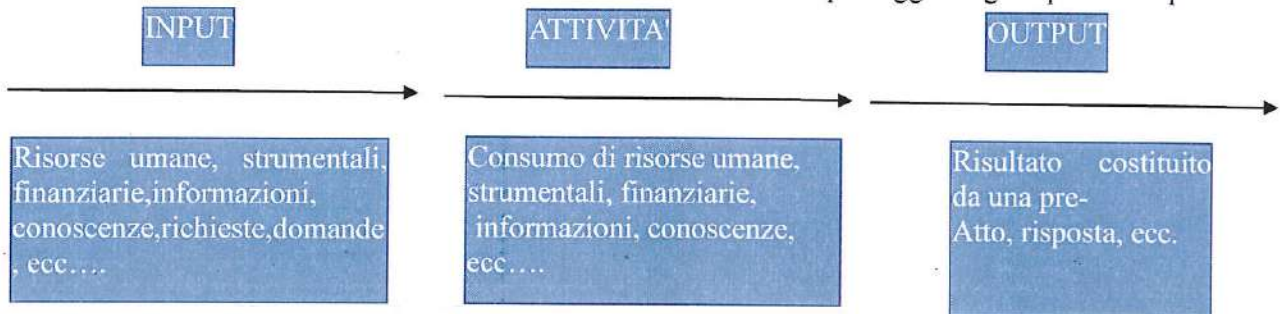 INPUT
ATTIVITA'
OUTPUT
Risorse umane, strumentali,
finanziarie,informazioni,
conoscenze,richieste,domande
, ecc….
Consumo di risorse umane,
strumentali, finanziarie,
informazioni, conoscenze,
ecc….
Risultato costituito
da una pre-
Atto, risposta, ecc.